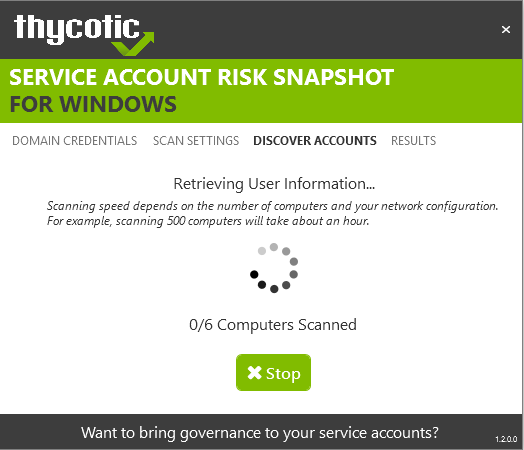 thycotic
×
SERVICE ACCOUNT RISK SNAPSHOT
FOR WINDOWS
DOMAIN CREDENTIALS SCAN SETTINGS DISCOVER ACCOUNTS RESULTS
Retrieving User Information...
Scanning speed depends on the number of computers and your network configuration.
For example, scanning 500 computers will take about an hour.
0/6 Computers Scanned
✖ Stop
Want to bring governance to your service accounts?
1.2.0.0